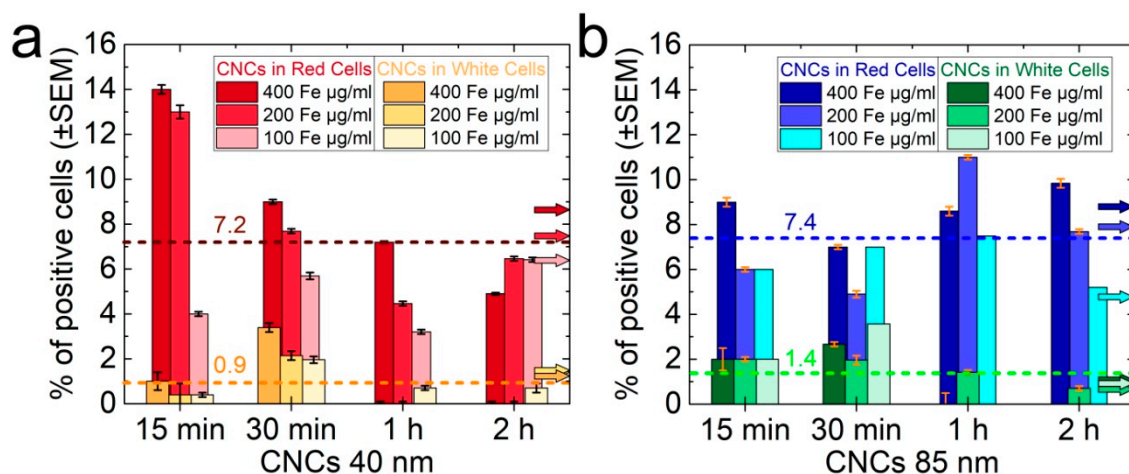 a
% of positive cells (±SEM)
16
14
12
10
8
6
4
2
0
CNCs in Red Cells
400 Fe µg/ml
200 Fe µg/ml
100 Fe µg/ml
CNCs in White Cells
400 Fe µg/ml
200 Fe µg/ml
100 Fe µg/ml
7.2
0.9
15 min 30 min 1 h 2 h
CNCs 40 nm
b
% of positive cells (±SEM)
16
14
12
10
8
6
4
2
0
CNCs in Red Cells
400 Fe µg/ml
200 Fe µg/ml
100 Fe µg/ml
CNCs in White Cells
400 Fe µg/ml
200 Fe µg/ml
100 Fe µg/ml
7.4
1.4
15 min 30 min 1 h 2 h
CNCs 85 nm